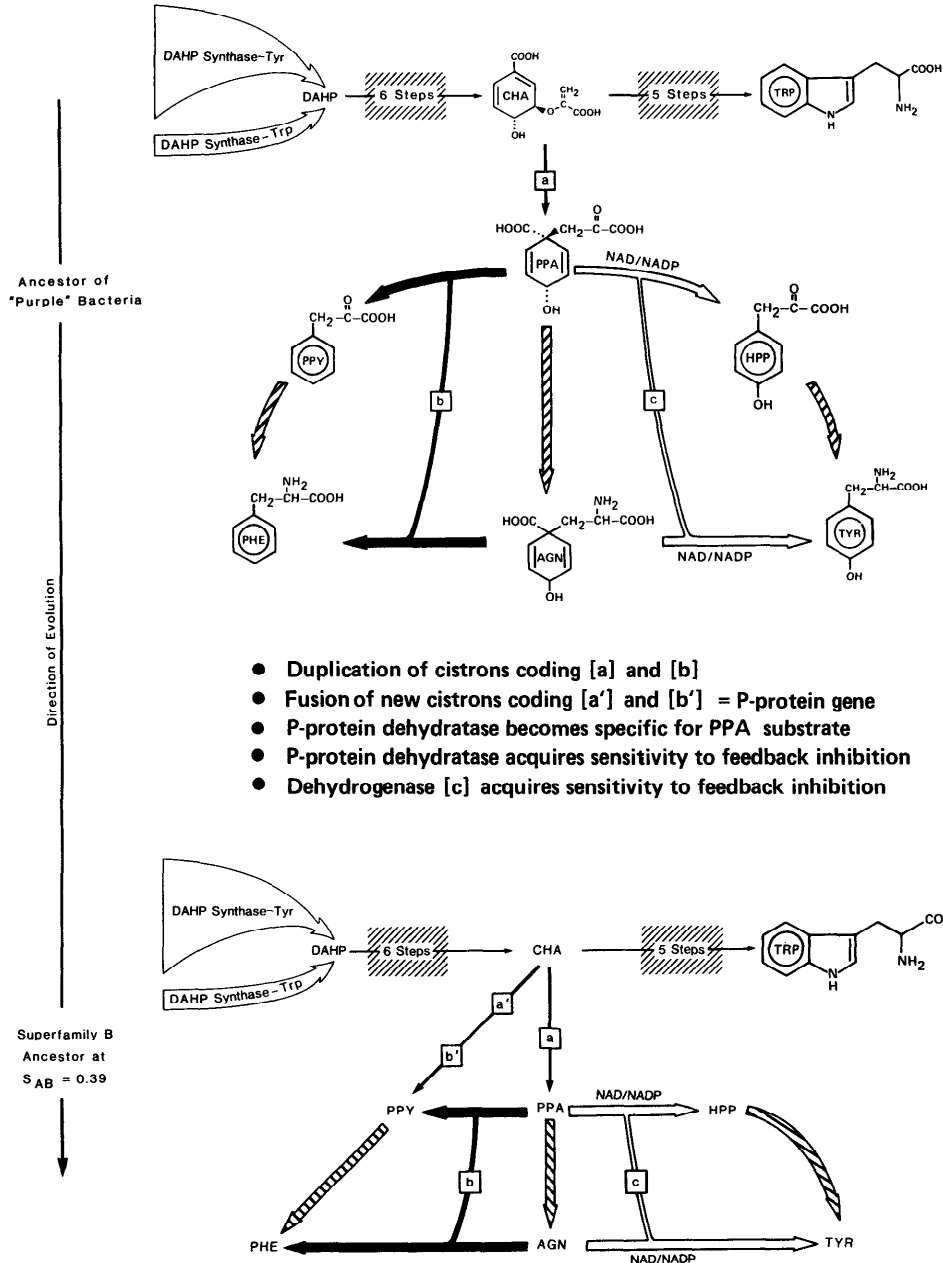 DAHP Synthase-Tyr
DAHP
DAHP Synthase-Trp
6 Steps
COOH
CHA
CH2
O
COOH
OH
5 Steps
TRP
COOH
NH2
N
H
a
HOOC
CH2-C-COOH
O
PPA
OH
NAD/NADP
Ancestor of
"Purple" Bacteria
O
CH2-C-COOH
PPY
O
CH2-C-COOH
HPP
OH
b
c
NH2
CH2-CH-COOH
PHE
NH2
HOOC CH2-CH-COOH
AGN
OH
NAD/NADP
NH2
CH2-CH-COOH
TYR
OH
Direction of Evolution
● Duplication of cistrons coding [a] and [b]
● Fusion of new cistrons coding [a'] and [b'] = P-protein gene
● P-protein dehydratase becomes specific for PPA substrate
● P-protein dehydratase acquires sensitivity to feedback inhibition
● Dehydrogenase [c] acquires sensitivity to feedback inhibition
DAHP Synthase-Tyr
DAHP
DAHP Synthase-Trp
6 Steps
CHA
5 Steps
TRP
CO
NH2
N
H
a'
b'
a
Superfamily B
Ancestor at
SAB = 0.39
PPY
PPA
NAD/NADP
HPP
b
c
PHE
AGN
NAD/NADP
TYR